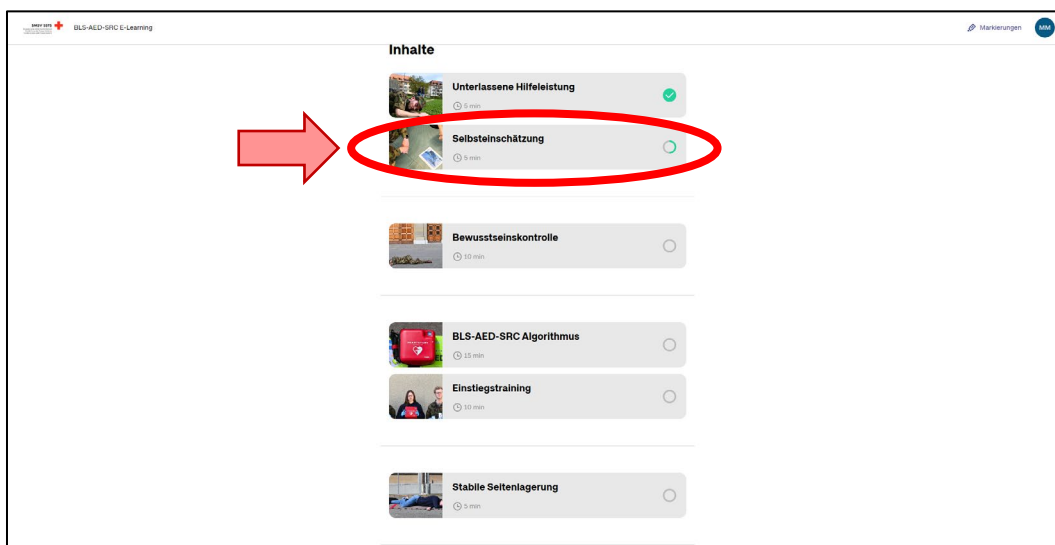 BLS-AED-SRC E-Learning
Markierungen
MM
Inhalte
Unterlassene Hilfeleistung
5 min
Selbsteinschätzung
5 min
Bewusstseinskontrolle
10 min
BLS-AED-SRC Algorithmus
15 min
Einstiegstraining
10 min
Stabile Seitenlagerung
5 min